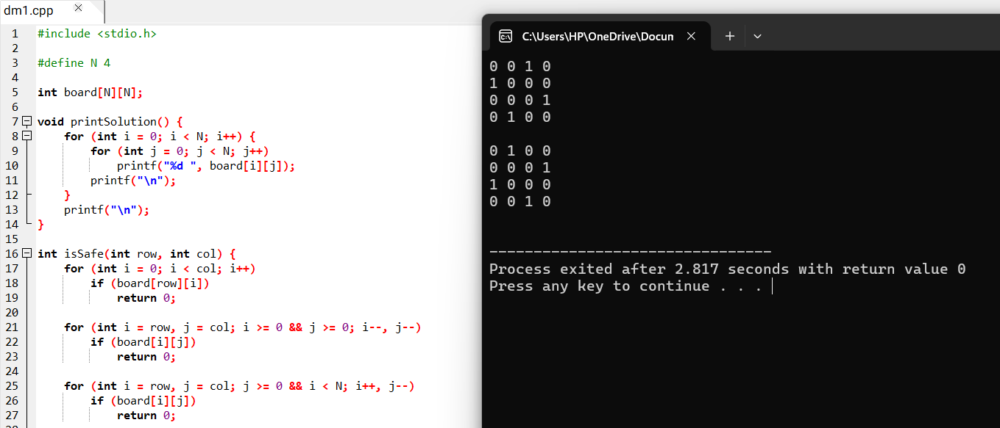 dm1.cpp
1 #include <stdio.h>
2
3 #define N 4
4
5 int board[N][N];
6
7 void printSolution() {
8 for (int i = 0; i < N; i++) {
9 for (int j = 0; j < N; j++)
10 printf("%d ", board[i][j]);
11 printf("\n");
12 }
13 printf("\n");
14 }
15
16 int isSafe(int row, int col) {
17 for (int i = 0; i < col; i++)
18 if (board[row][i])
19 return 0;
20
21 for (int i = row, j = col; i >= 0 && j >= 0; i--, j--)
22 if (board[i][j])
23 return 0;
24
25 for (int i = row, j = col; j >= 0 && i < N; i++, j--)
26 if (board[i][j])
27 return 0;
C:\Users\HP\OneDrive\Docun
0 0 1 0
1 0 0 0
0 0 0 1
0 1 0 0
0 1 0 0
0 0 0 1
1 0 0 0
0 0 1 0
--------------------------------
Process exited after 2.817 seconds with return value 0
Press any key to continue . . .